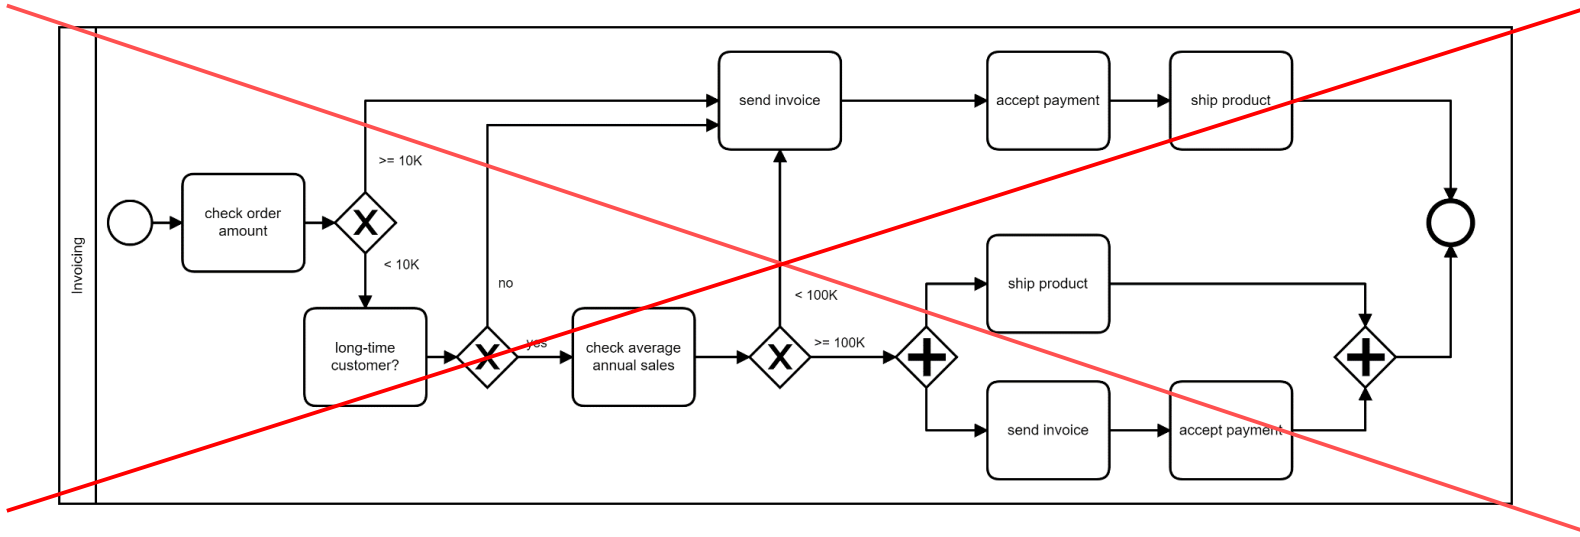 Invoicing
check order
amount
>= 10K
< 10K
long-time
customer?
no
yes
check average
annual sales
< 100K
>= 100K
send invoice
accept payment
ship product
ship product
send invoice
accept payment